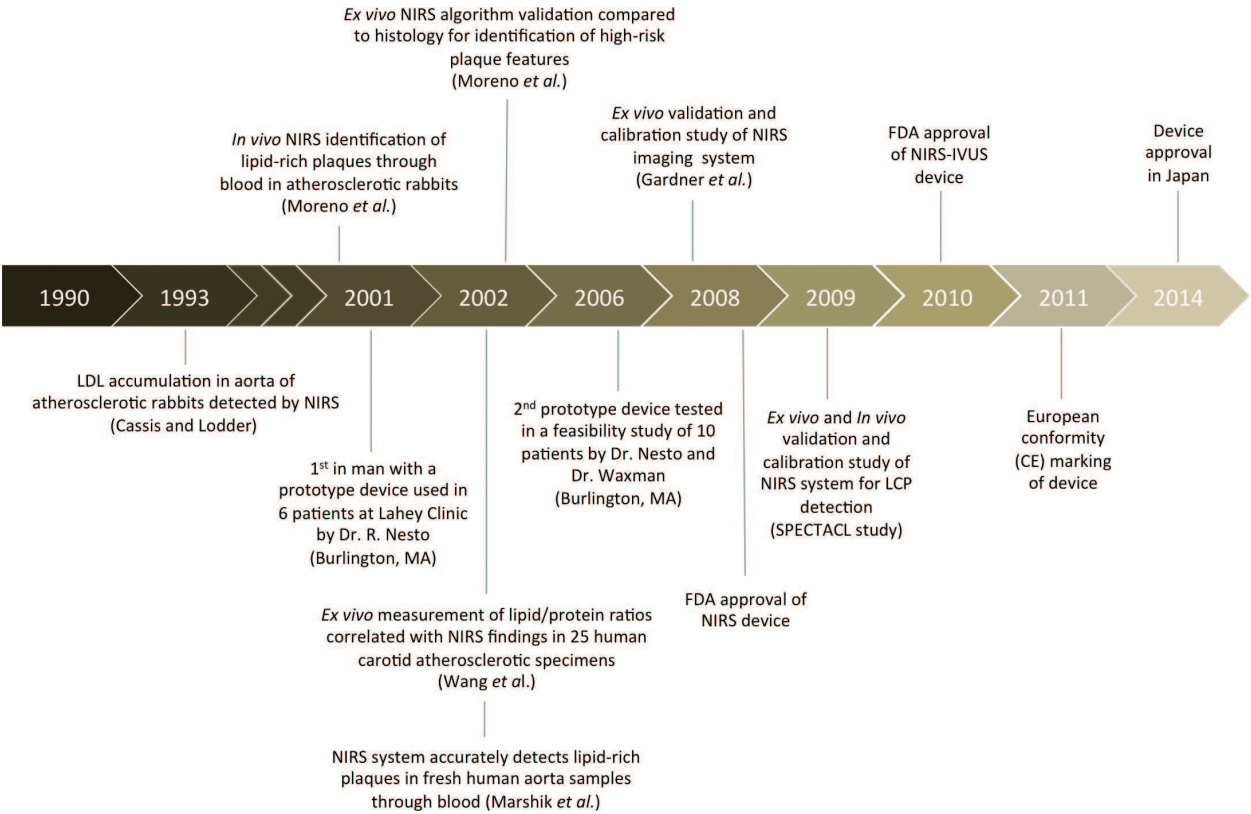 Ex vivo NIRS algorithm validation compared
to histology for identification of high-risk
plaque features
(Moreno et al.)
In vivo NIRS identification of
lipid-rich plaques through
blood in atherosclerotic rabbits
(Moreno et al.)
Ex vivo validation and
calibration study of NIRS
imaging system
(Gardner et al.)
FDA approval
of NIRS-IVUS
device
Device
approval
in Japan
1990
1993
2001
2002
2006
2008
2009
2010
2011
2014
LDL accumulation in aorta of
atherosclerotic rabbits detected by NIRS
(Cassis and Lodder)
1st in man with a
prototype device used in
6 patients at Lahey Clinic
by Dr. R. Nesto
(Burlington, MA)
Ex vivo measurement of lipid/protein ratios
correlated with NIRS findings in 25 human
carotid atherosclerotic specimens
(Wang et al.)
NIRS system accurately detects lipid-rich
plaques in fresh human aorta samples
through blood (Marshik et al.)
2nd prototype device tested
in a feasibility study of 10
patients by Dr. Nesto and
Dr. Waxman
(Burlington, MA)
FDA approval of
NIRS device
Ex vivo and In vivo
validation and
calibration study of
NIRS system for LCP
detection
(SPECTACL study)
European
conformity
(CE) marking
of device